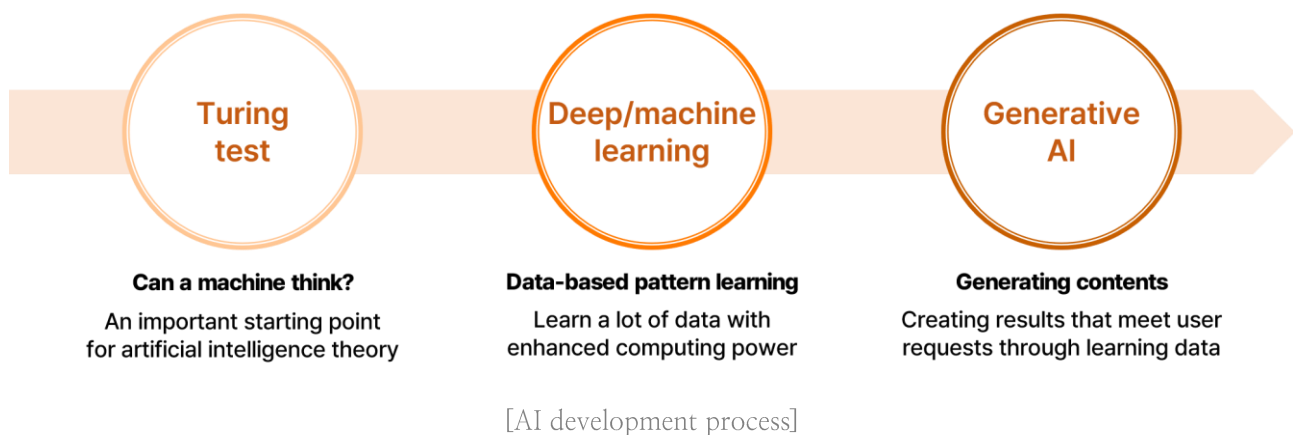 Turing
test
Deep/machine
learning
Generative
AI
Can a machine think?
An important starting point
for artificial intelligence theory
Data-based pattern learning
Learn a lot of data with
enhanced computing power
Generating contents
Creating results that meet user
requests through learning data
[AI development process]